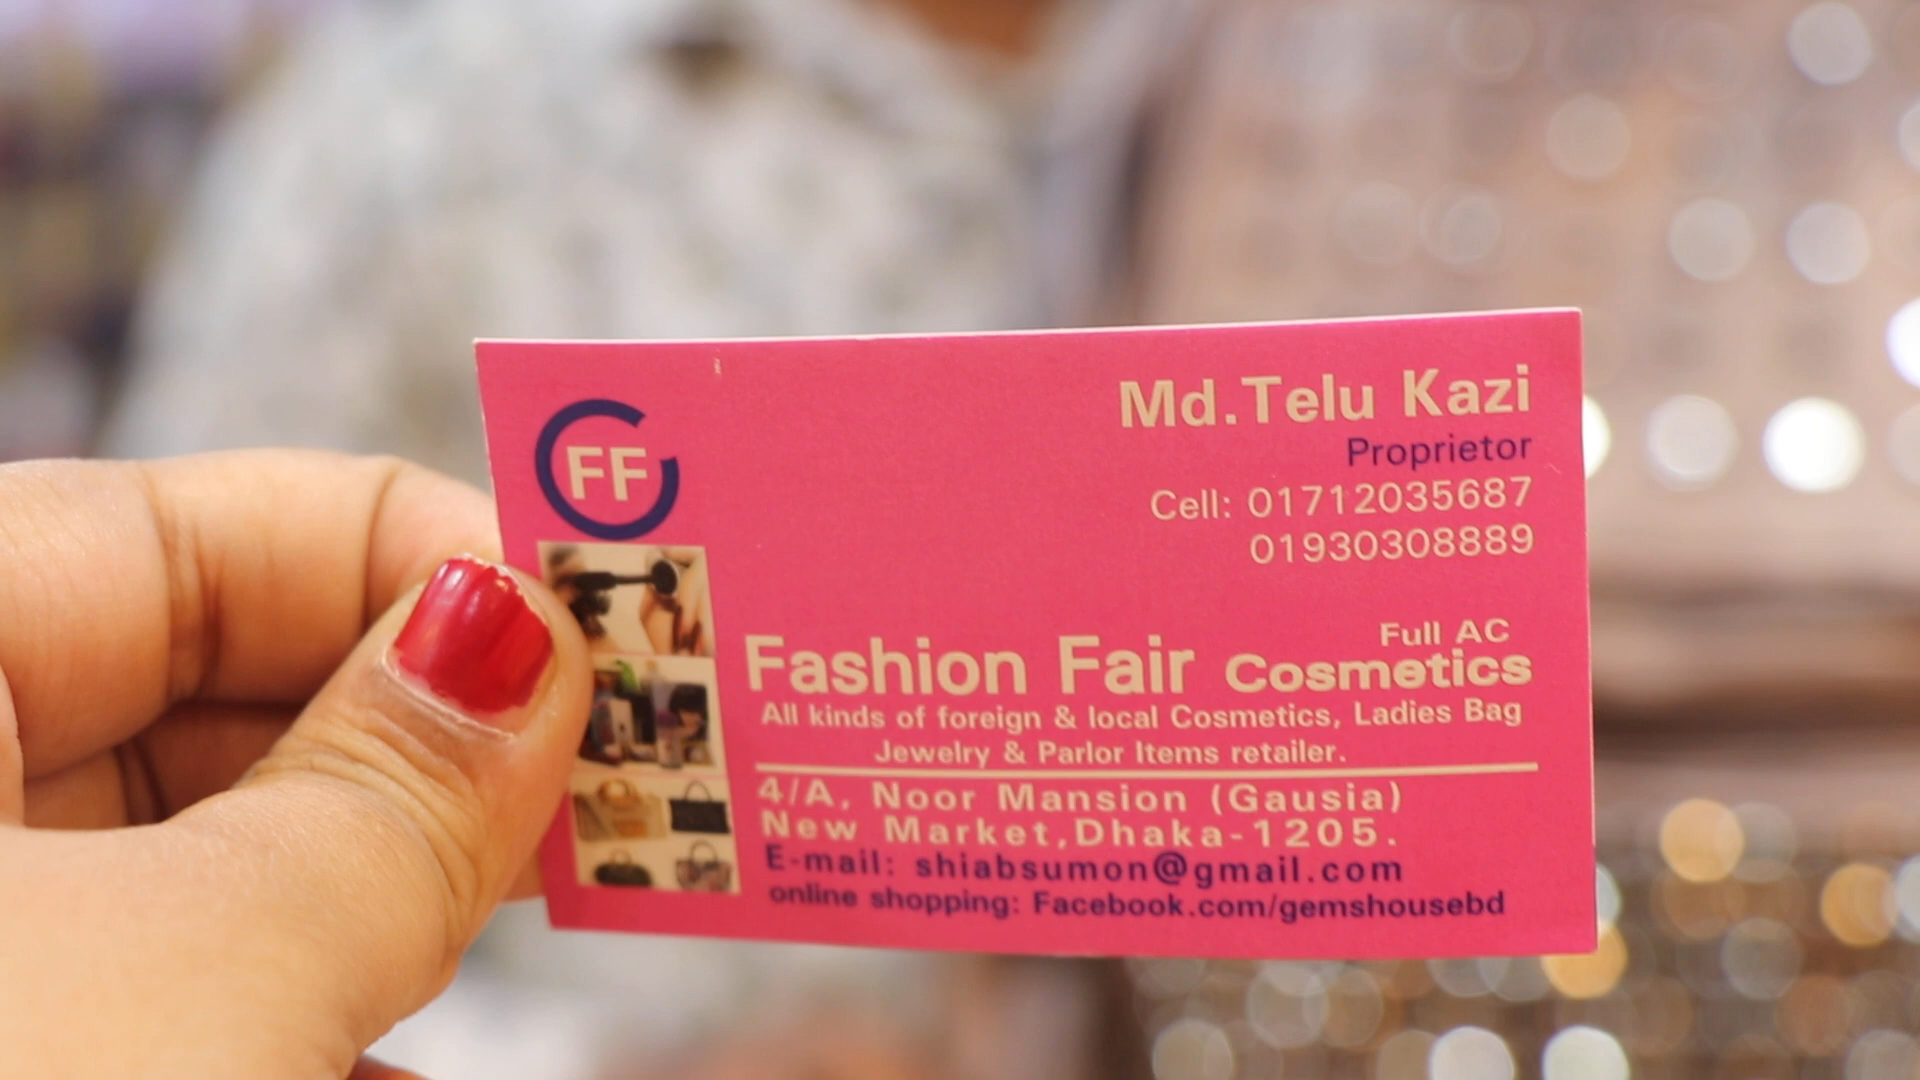 FF
Md.Telu Kazi
Proprietor
Cell: 01712035687
01930308889
Full AC
Fashion Fair Cosmetics
All kinds of foreign & local Cosmetics, Ladies Bag
Jewelry & Parlor Items retailer.
4/A, Noor Mansion (Gausia)
New Market,Dhaka-1205.
E-mail: shiabsumon@gmail.com
online shopping: Facebook.com/gemshousebd